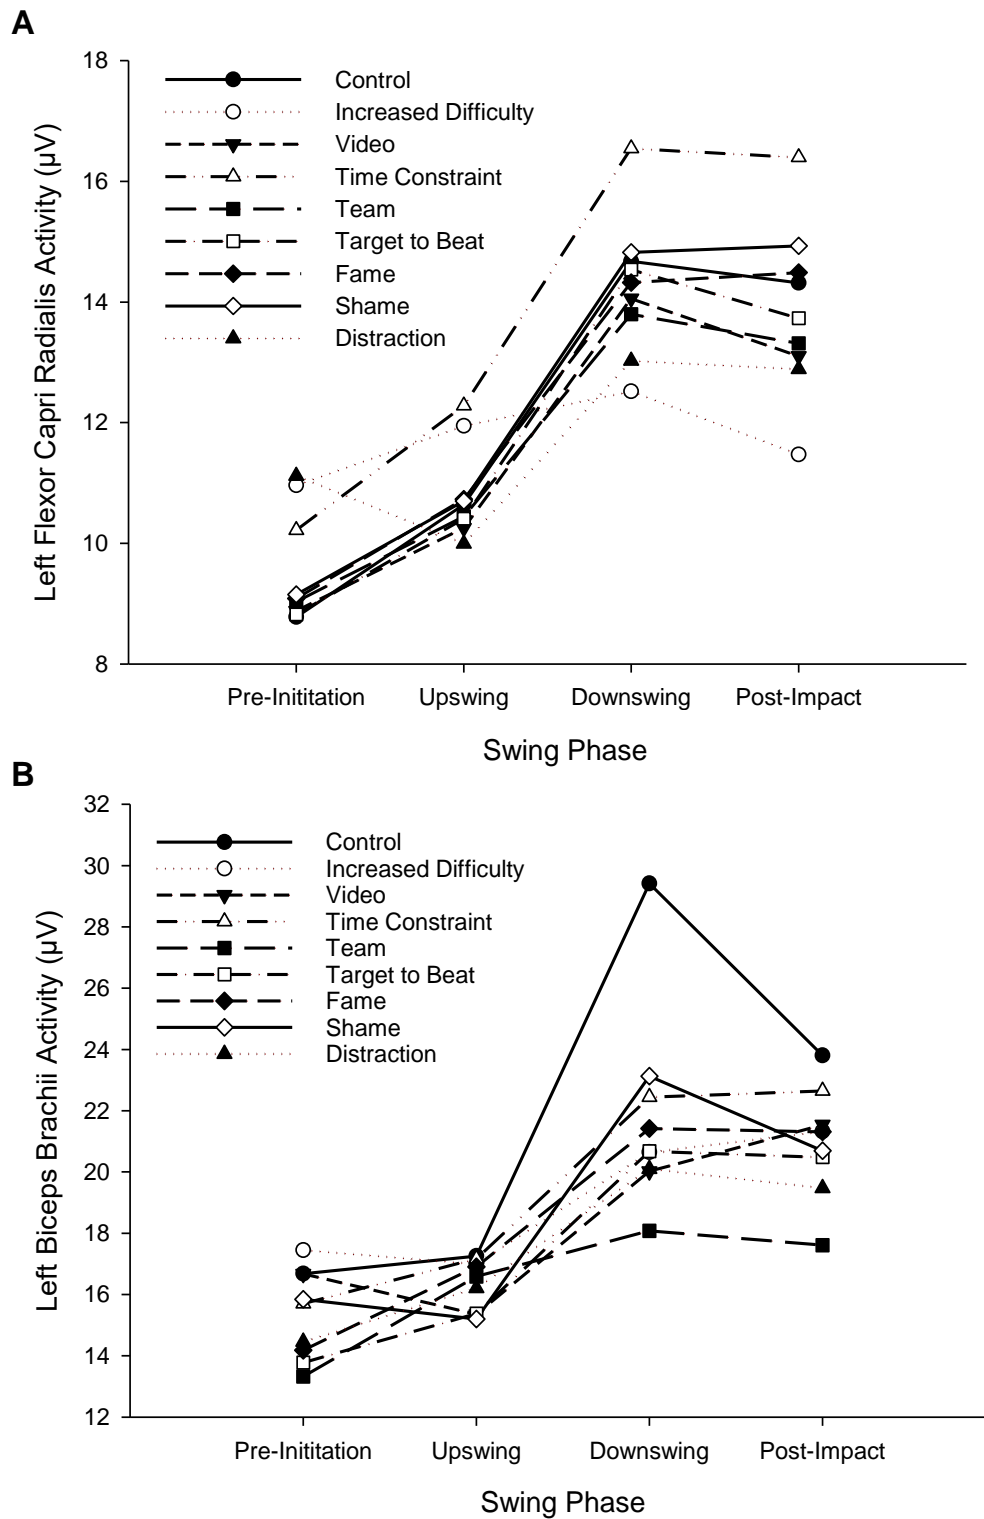 A
Left Flexor Capri Radialis Activity (µV)
18
16
14
12
10
8
Control
Increased Difficulty
Video
Time Constraint
Team
Target to Beat
Fame
Shame
Distraction
Pre-Inititation Upswing Downswing Post-Impact
Swing Phase
B
Left Biceps Brachii Activity (µV)
32
30
28
26
24
22
20
18
16
14
12
Control
Increased Difficulty
Video
Time Constraint
Team
Target to Beat
Fame
Shame
Distraction
Pre-Inititation Upswing Downswing Post-Impact
Swing Phase